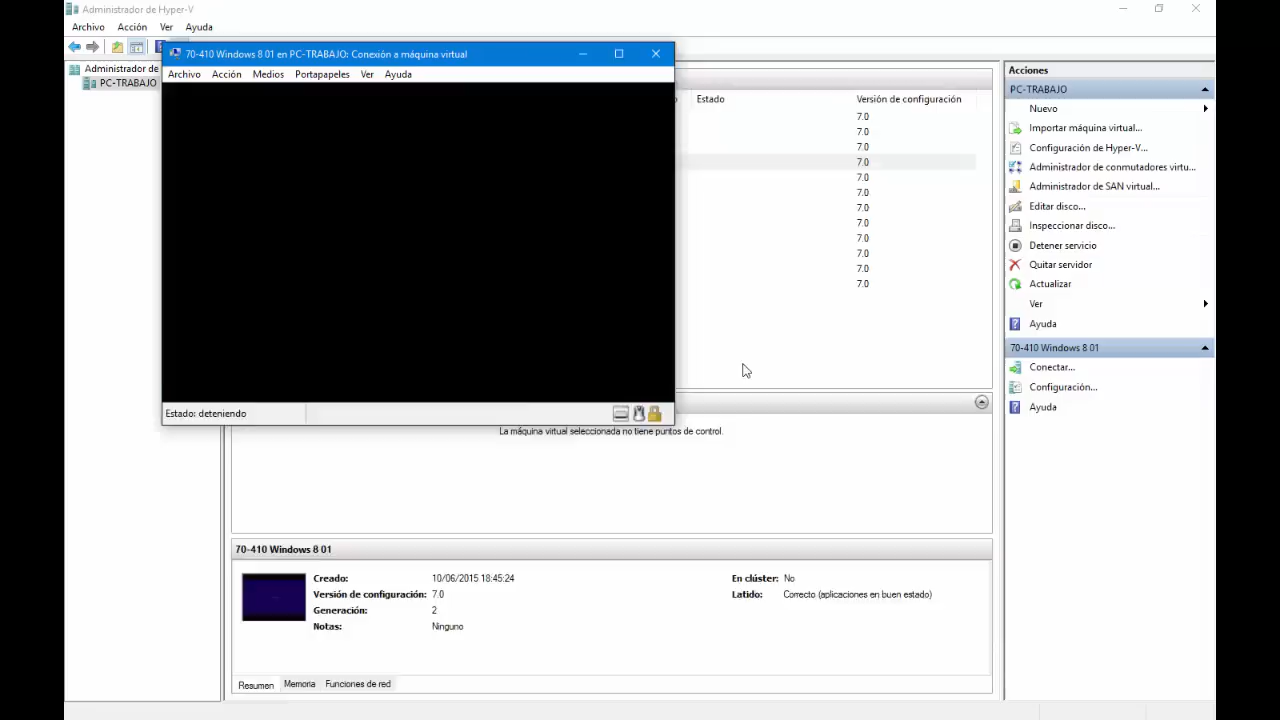 Administrador de Hyper-V
Archivo Acción Ver Ayuda
Administrador de
PC-TRABAJO
70-410 Windows 8 01 en PC-TRABAJO: Conexión a máquina virtual
Archivo Acción Medios Portapapeles Ver Ayuda
Estado: deteniendo
Estado Versión de configuración
7.0
7.0
7.0
7.0
7.0
7.0
7.0
7.0
7.0
7.0
7.0
7.0
La máquina virtual seleccionada no tiene puntos de control.
70-410 Windows 8 01
Creado: 10/06/2015 18:45:24 En clúster: No
Versión de configuración: 7.0 Latido: Correcto (aplicaciones en buen estado)
Generación: 2
Notas: Ninguno
Resumen Memoria Funciones de red
Acciones
PC-TRABAJO
Nuevo
Importar máquina virtual...
Configuración de Hyper-V...
Administrador de conmutadores virtu...
Administrador de SAN virtual...
Editar disco...
Inspeccionar disco...
Detener servicio
Quitar servidor
Actualizar
Ver
Ayuda
70-410 Windows 8 01
Conectar...
Configuración...
Ayuda